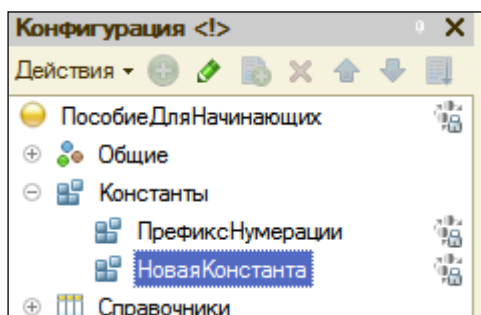 Конфигурация <!>
Действия
ПособиеДляНачинающих
Общие
Константы
ПрефиксНумерации
НоваяКонстанта
Справочники